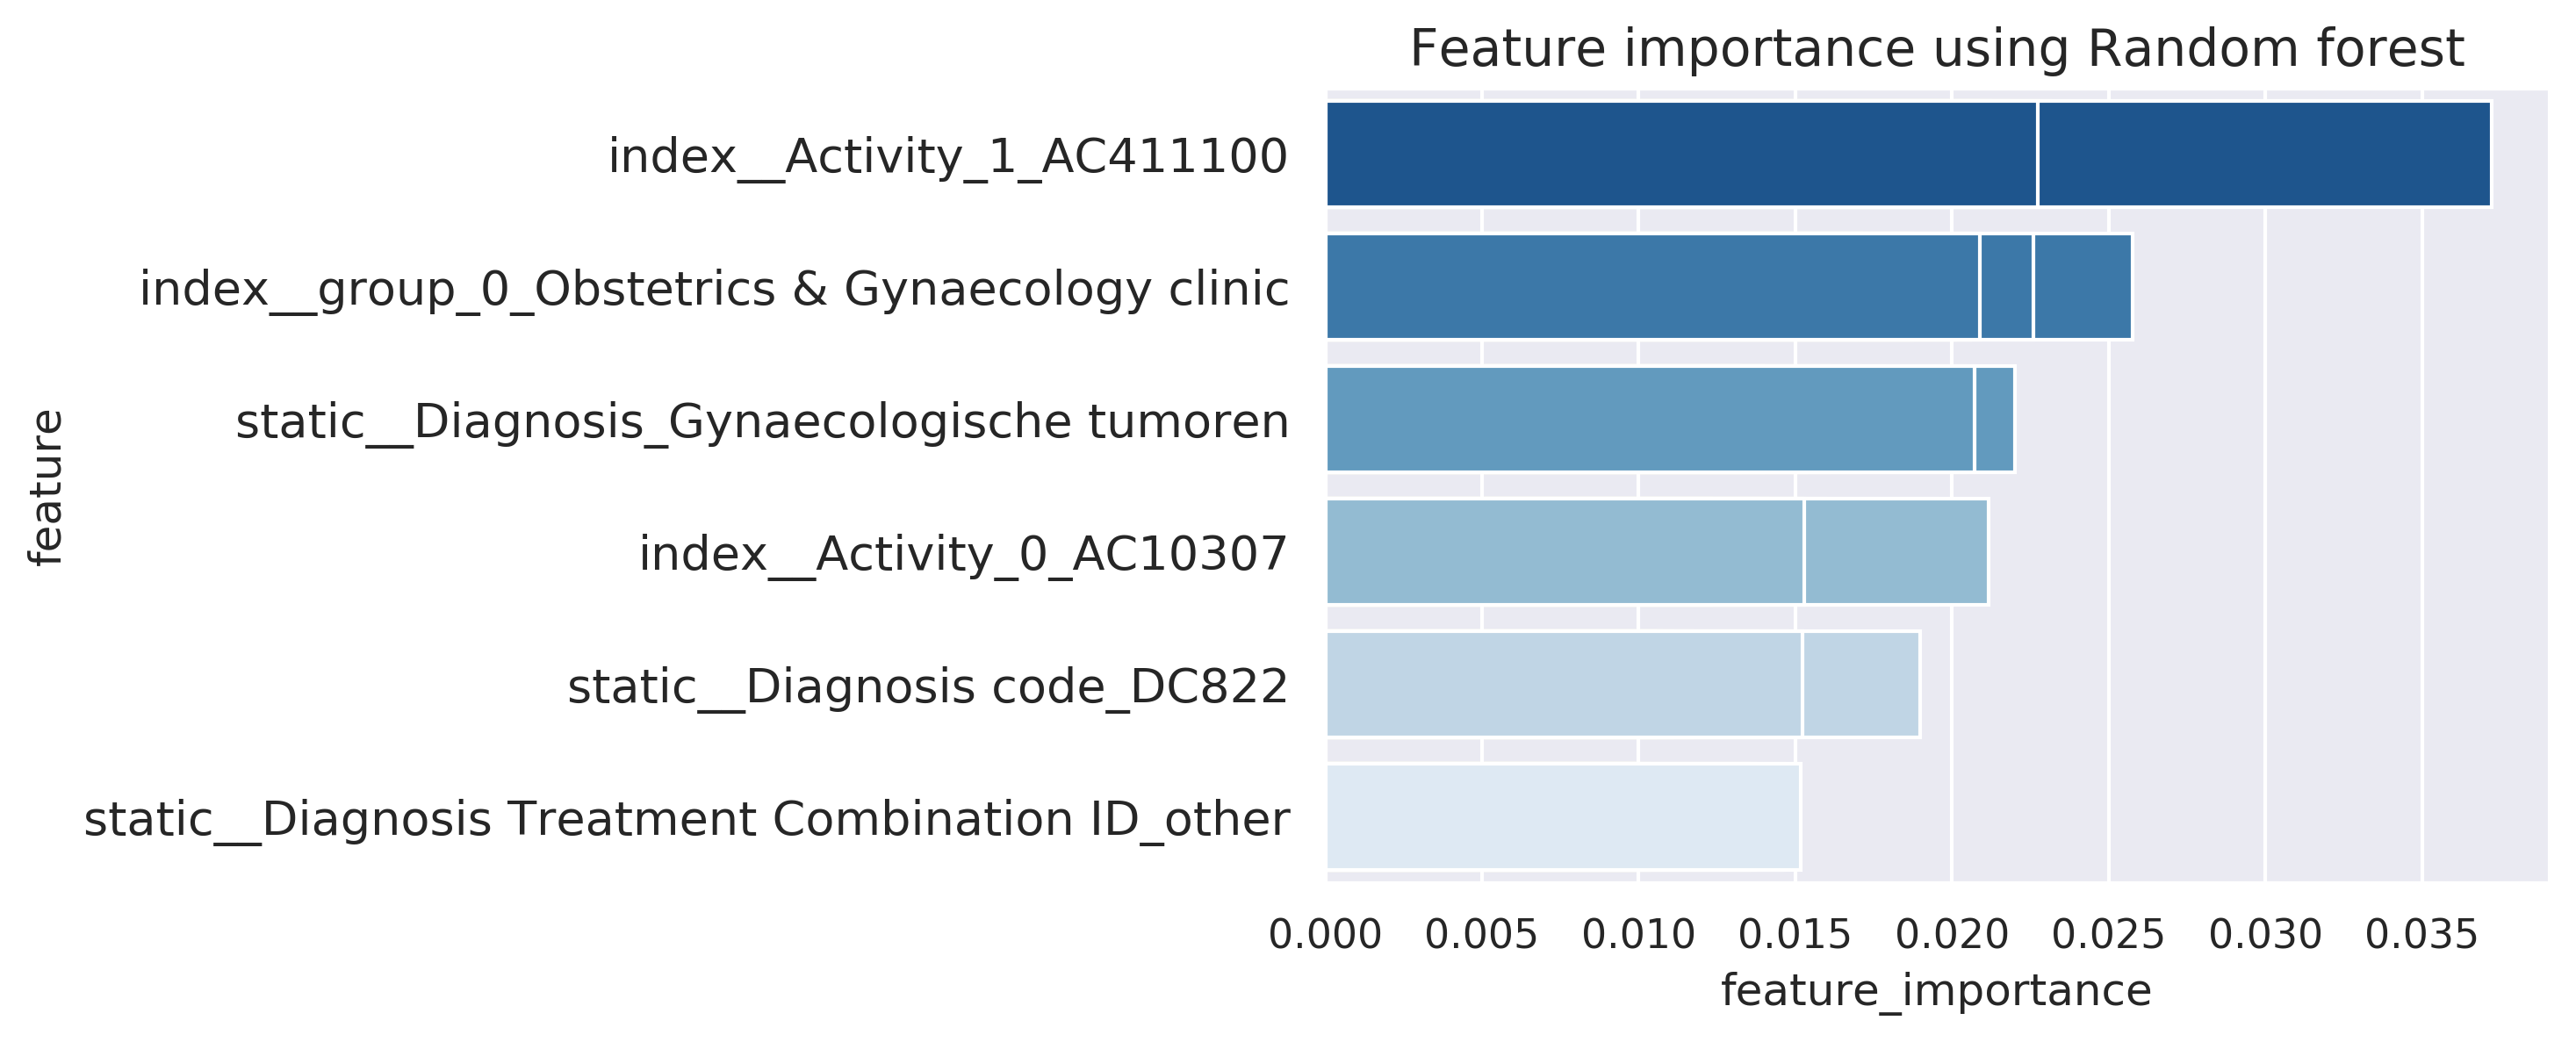 Feature importance using Random forest
index__Activity_1_AC411100
index__group_0_Obstetrics & Gynaecology clinic
static__Diagnosis_Gynaecologische tumoren
index__Activity_0_AC10307
static__Diagnosis code_DC822
static__Diagnosis Treatment Combination ID_other
feature
0.000 0.005 0.010 0.015 0.020 0.025 0.030 0.035
feature_importance